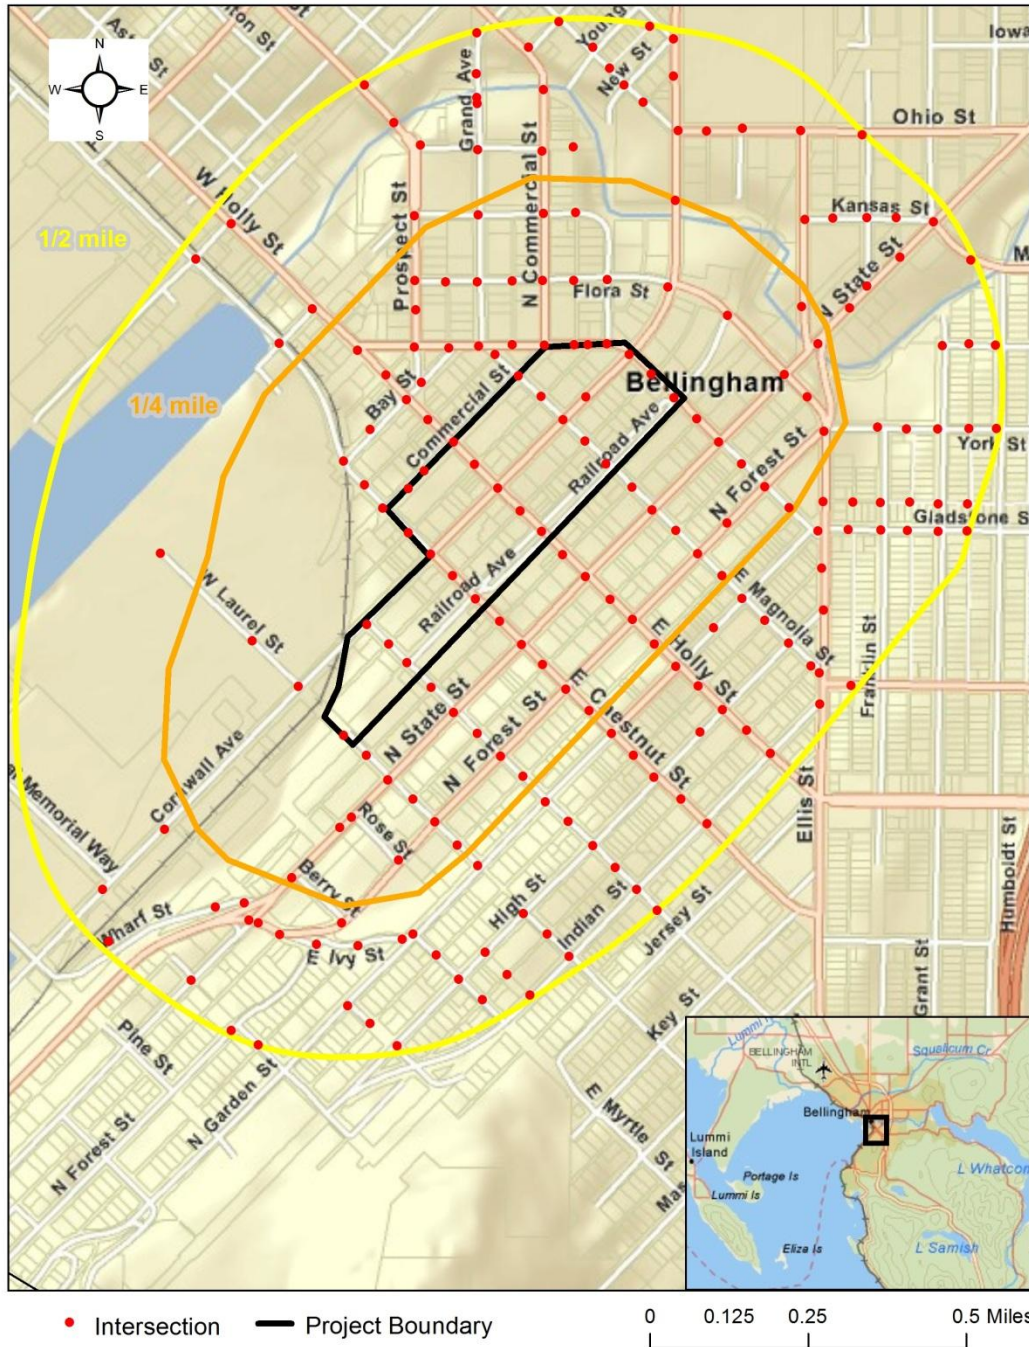 N
W E
S
Young
New St
Iowa
Grand Ave
N Commercial St
Ohio St
W Holly St
Prospect St
Kansas St
1/2 mile
N State St
Flora St
Bellingham
1/4 mile
Bay St
Commercial St
Railroad Ave
York St
N Forest St
Gladstone S
Railroad Ave
W Laurel St
E Magnolia St
E Holly St
Franklin St
N State St
E Chestnut St
N Forest St
Cornwall Ave
Memorial Way
Rose St
Ellis St
Humboldt St
Berry St
High St
Wharf St
Indian St
Jersey St
E Ivy St
Grant St
Key St
Pine St
N Garden St
E Myrtle St
N Forest St
Mas
BELLINGHAM
INTL
Squalicum Cr
Bellingham
Lummi
Island
Portage Is
Lummi Is
L Whatcom
Eliza Is
L Samish
Intersection
Project Boundary
0 0.125 0.25 0.5 Miles